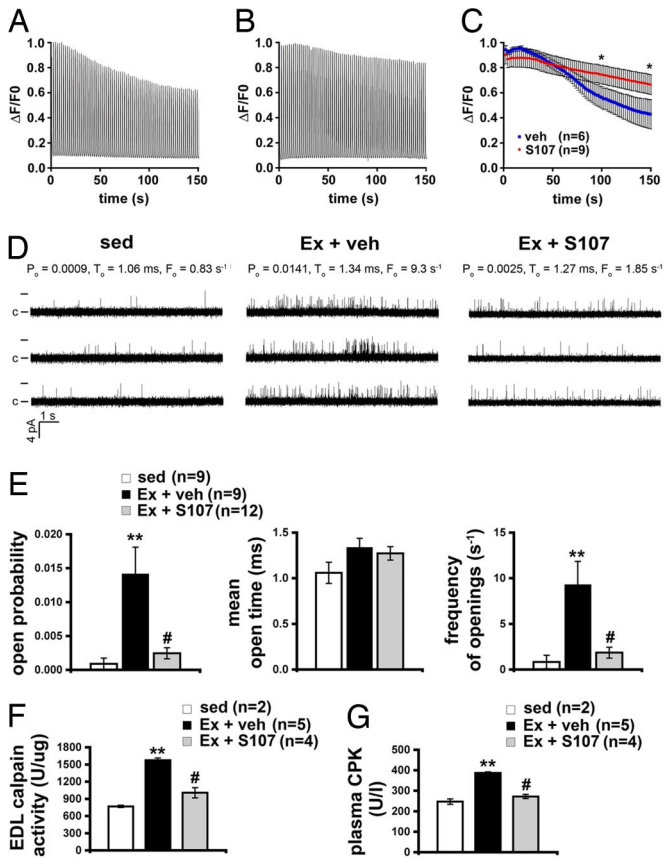 A
B
C
1.0
0.8
0.6
0.4
0.2
0.0
ΔF/F0
0 50 100 150
time (s)
1.0
0.8
0.6
0.4
0.2
0.0
ΔF/F0
0 50 100 150
time (s)
1.0
0.8
0.6
0.4
0.2
0.0
ΔF/F0
* *
veh (n=6)
S107 (n=9)
0 50 100 150
time (s)
D
sed
Ex + veh
Ex + S107
Po = 0.0009, To = 1.06 ms, Fo = 0.83 s-1
Po = 0.0141, To = 1.34 ms, Fo = 9.3 s-1
Po = 0.0025, To = 1.27 ms, Fo = 1.85 s-1
c
c
c
c
c
c
1 s
4 pA
E
sed (n=9)
Ex + veh (n=9)
Ex + S107 (n=12)
open probability
0.020
0.015
0.010
0.005
0.000
**
#
mean
open time (ms)
1.5
1.0
0.5
0.0
frequency
of openings (s-1)
15
10
5
0
**
#
F
sed (n=2)
Ex + veh (n=5)
Ex + S107 (n=4)
EDL calpain
activity (U/ug)
1800
1500
1200
900
600
300
0
**
#
G
sed (n=2)
Ex + veh (n=5)
Ex + S107 (n=4)
plasma CPK
(U/l)
500
400
300
200
100
0
**
#